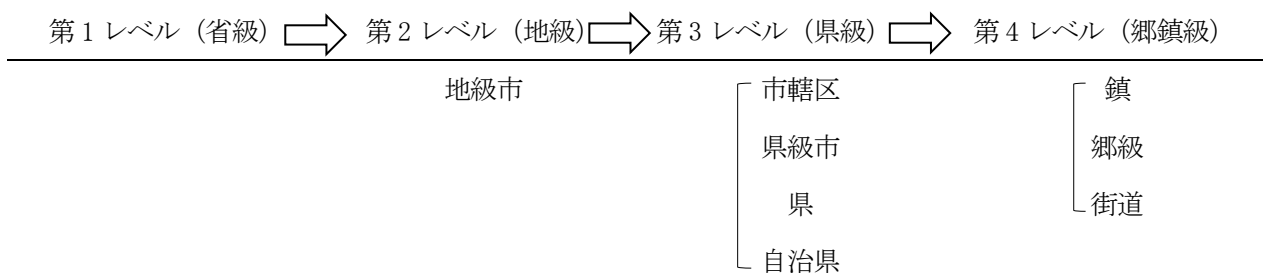 第1レベル（省級） 第2レベル（地級） 第3レベル（県級） 第4レベル（郷鎮級）
地級市 市轄区 鎮
県級市 郷級
県 街道
自治県